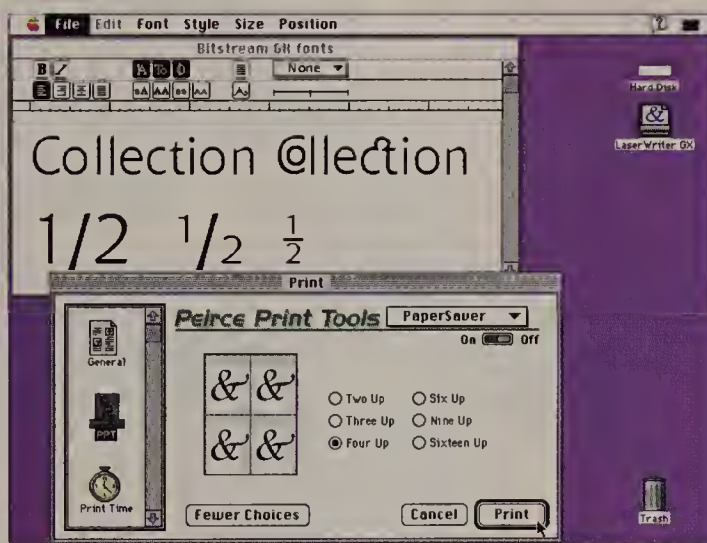 File Edit Font Style Size Position
Bitstream GX fonts
B I None
Hard Disk
LaserWriter GX
Collection Collection
1/2 1/2 1/2
Print
Peirce Print Tools PaperSaver
On Off
General
PPT
Print Time
& &
& &
Two Up Six Up
Three Up Nine Up
Four Up Sixteen Up
Fewer Choices Cancel Print
Trash